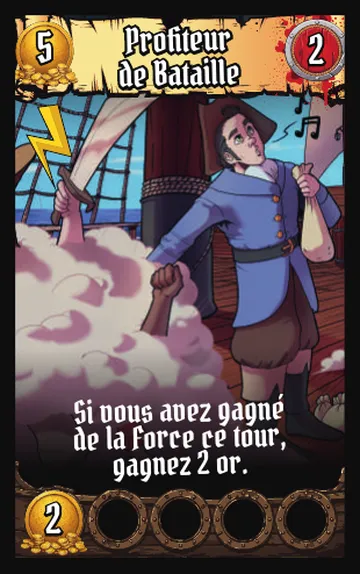 5
Profiteur
de Bataille
2
Si vous avez gagné
de la Force ce tour,
gagnez 2 or.
2